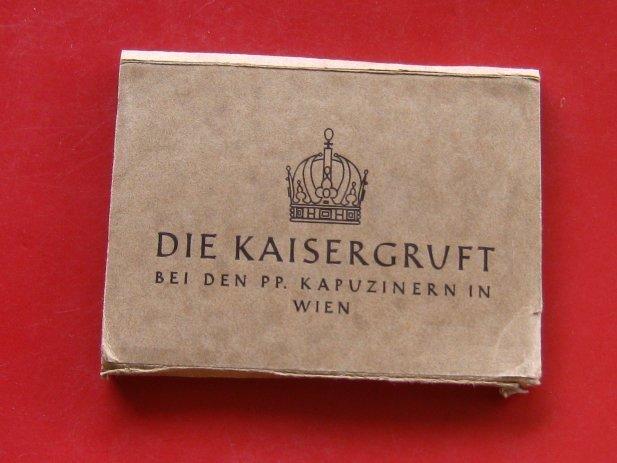 DIE KAISERGRUFT
BEI DEN PP. KAPUZINERN IN
WIEN